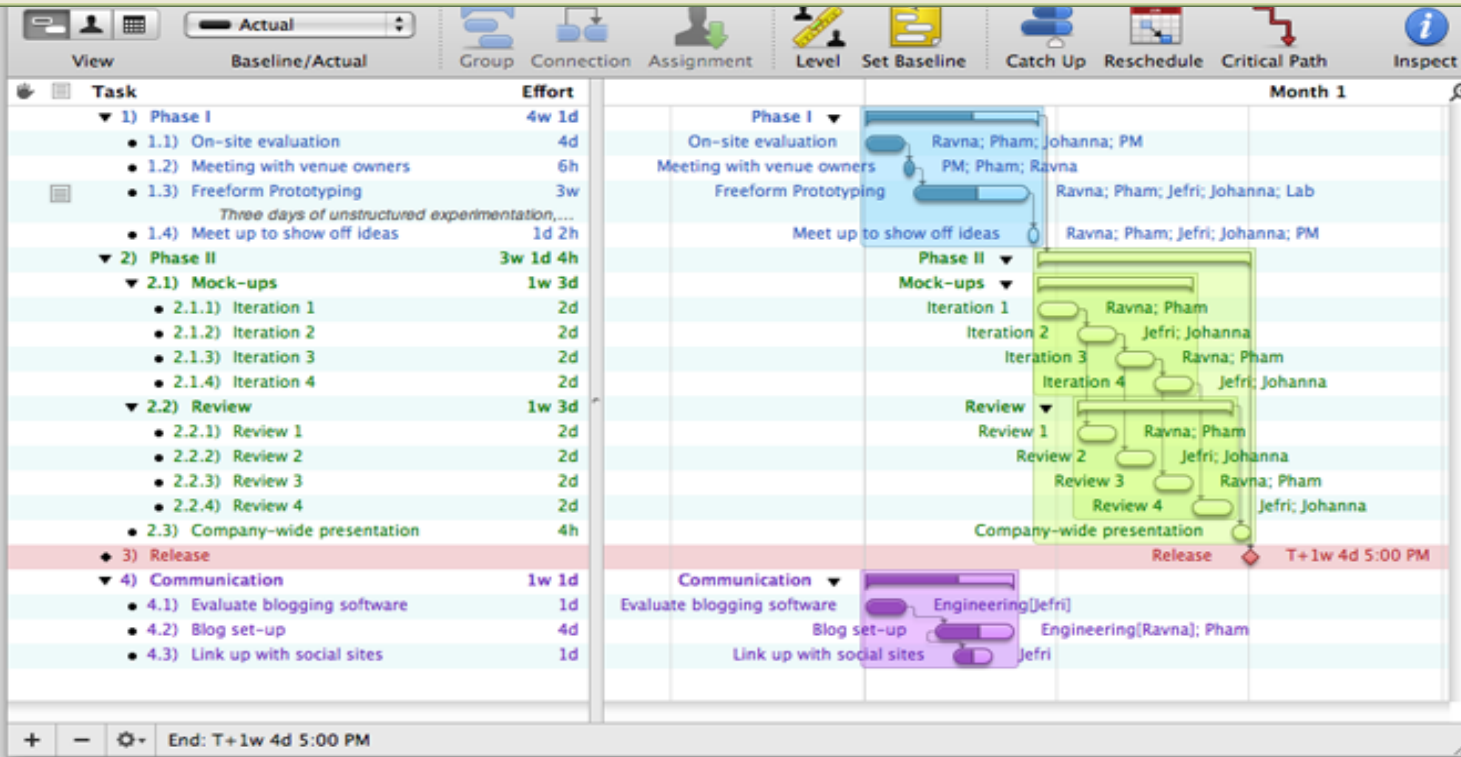 Actual
View Baseline/Actual Group Connection Assignment Level Set Baseline Catch Up Reschedule Critical Path Inspect
Task Effort Month 1
1) Phase I 4w 1d Phase I
1.1) On-site evaluation 4d On-site evaluation Ravna; Pham; Johanna; PM
1.2) Meeting with venue owners 6h Meeting with venue owners PM; Pham; Ravna
1.3) Freeform Prototyping 3w Freeform Prototyping Ravna; Pham; Jefri; Johanna; Lab
Three days of unstructured experimentation,...
1.4) Meet up to show off ideas 1d 2h Meet up to show off ideas Ravna; Pham; Jefri; Johanna; PM
2) Phase II 3w 1d 4h Phase II
2.1) Mock-ups 1w 3d Mock-ups
2.1.1) Iteration 1 2d Iteration 1 Ravna; Pham
2.1.2) Iteration 2 2d Iteration 2 Jefri; Johanna
2.1.3) Iteration 3 2d Iteration 3 Ravna; Pham
2.1.4) Iteration 4 2d Iteration 4 Jefri; Johanna
2.2) Review 1w 3d Review
2.2.1) Review 1 2d Review 1 Ravna; Pham
2.2.2) Review 2 2d Review 2 Jefri; Johanna
2.2.3) Review 3 2d Review 3 Ravna; Pham
2.2.4) Review 4 2d Review 4 Jefri; Johanna
2.3) Company-wide presentation 4h Company-wide presentation
3) Release Release T+1w 4d 5:00 PM
4) Communication 1w 1d Communication
4.1) Evaluate blogging software 1d Evaluate blogging software Engineering[Jefri]
4.2) Blog set-up 4d Blog set-up Engineering[Ravna]; Pham
4.3) Link up with social sites 1d Link up with social sites Jefri
End: T+1w 4d 5:00 PM